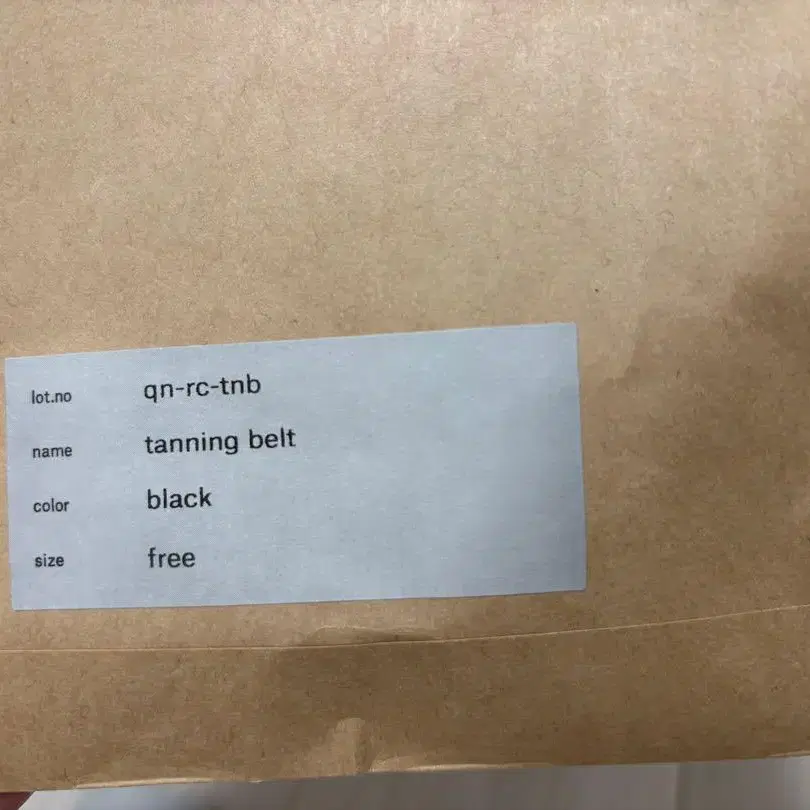 lot.no qn-rc-tnb
name tanning belt
color black
size free